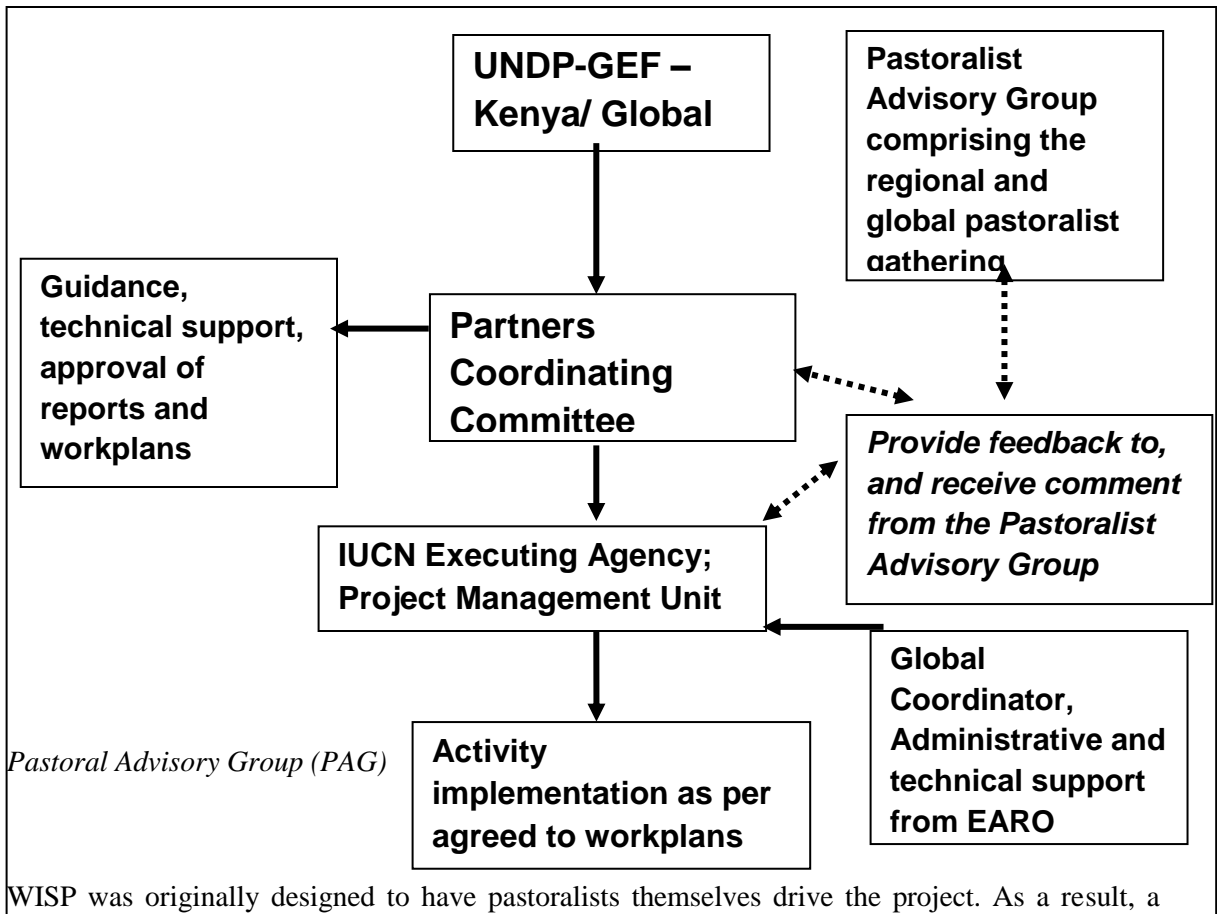 UNDP-GEF –
Kenya/ Global
Pastoralist
Advisory Group
comprising the
regional and
global pastoralist
gathering
Guidance,
technical support,
approval of
reports and
workplans
Partners
Coordinating
Committee
Provide feedback to,
and receive comment
from the Pastoralist
Advisory Group
IUCN Executing Agency;
Project Management Unit
Global
Coordinator,
Administrative and
technical support
from EARO
Activity
implementation as per
agreed to workplans
Pastoral Advisory Group (PAG)
WISP was originally designed to have pastoralists themselves drive the project. As a result, a